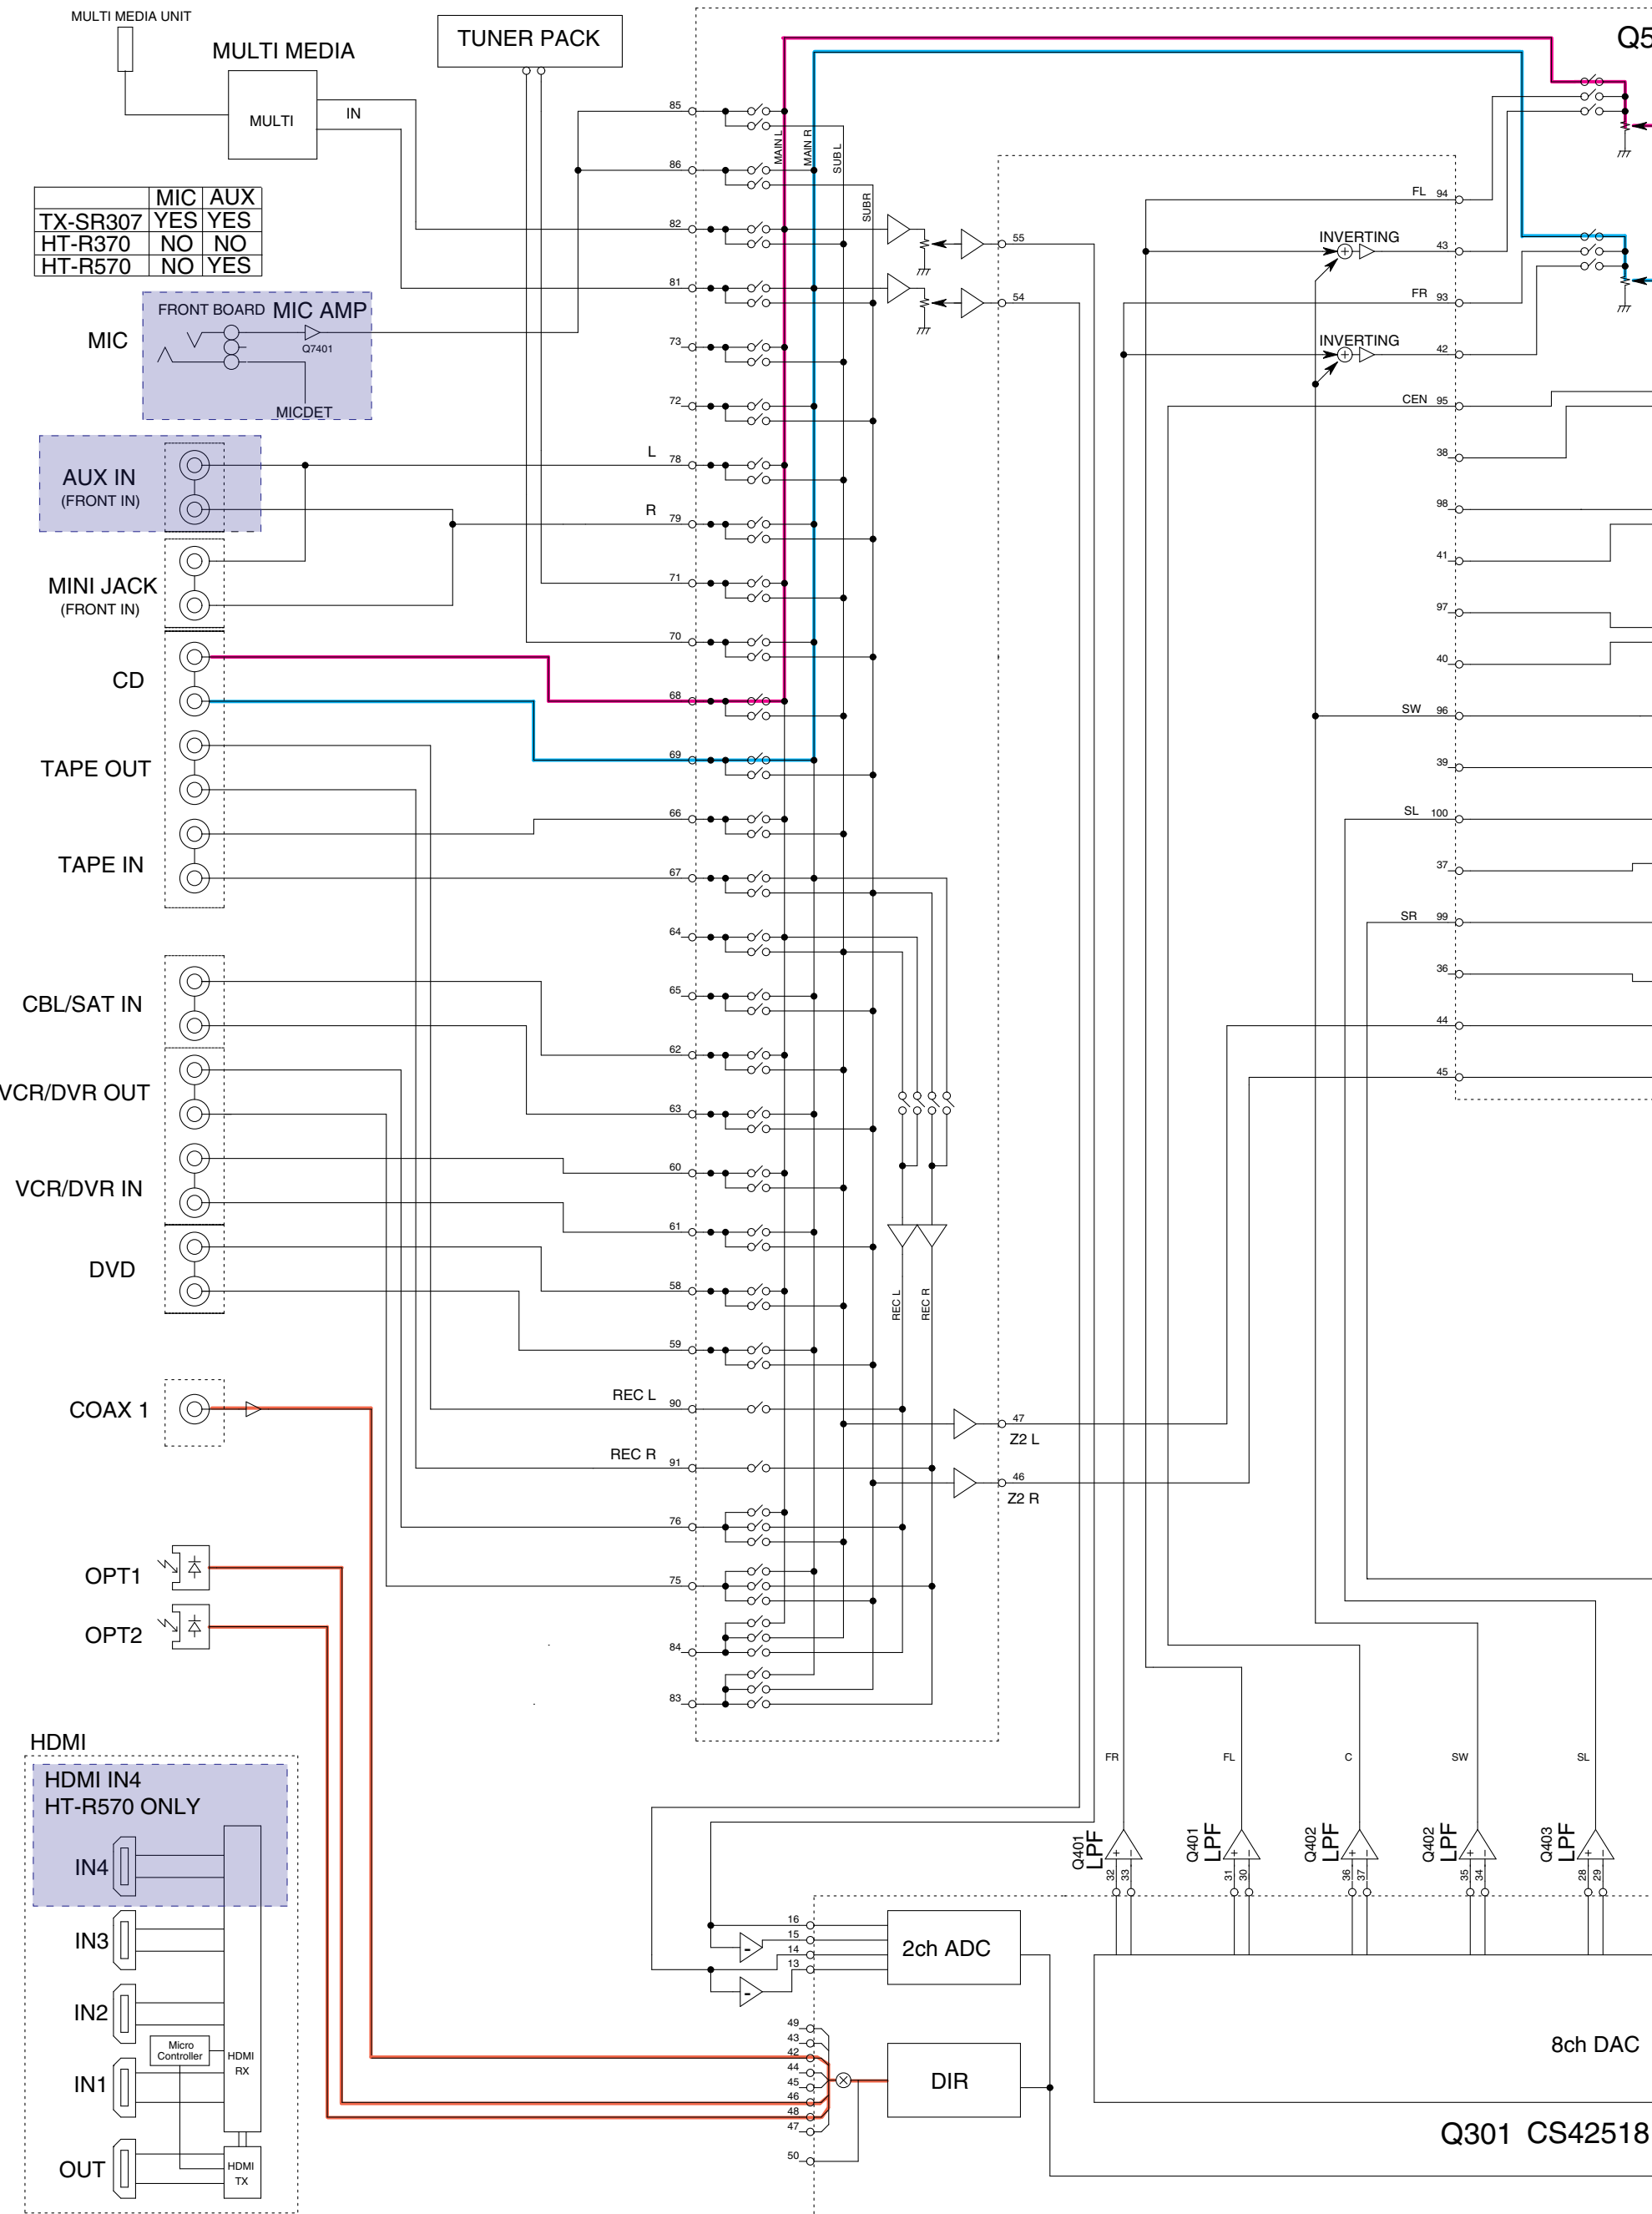 MULTI MEDIA UNIT
MULTI MEDIA
MULTI
IN
TUNER PACK
Q5
MIC AUX
TX-SR307 YES YES
HT-R370 NO NO
HT-R570 NO YES
FRONT BOARD MIC AMP
Q7401
MICDET
MIC
AUX IN
(FRONT IN)
MINI JACK
(FRONT IN)
CD
TAPE OUT
TAPE IN
CBL/SAT IN
VCR/DVR OUT
VCR/DVR IN
DVD
COAX 1
OPT1
OPT2
L
R
REC L
REC R
85
86
82
81
73
72
78
79
71
70
68
69
66
67
64
65
62
63
60
61
58
59
90
91
76
75
84
83
MAIN L
MAIN R
SUB L
SUBR
REC L
REC R
55
54
47
Z2 L
46
Z2 R
FL 94
INVERTING
43
FR 93
INVERTING
42
CEN 95
38
98
41
97
40
SW 96
39
SL 100
37
SR 99
36
44
45
HDMI
HDMI IN4
HT-R570 ONLY
IN4
IN3
IN2
Micro
Controller
HDMI
RX
IN1
OUT
HDMI
TX
FR
FL
C
SW
SL
Q401
LPF
Q401
LPF
Q402
LPF
Q402
LPF
Q403
LPF
+ -
+ -
+ -
+ -
+ -
32 33
31 30
36 37
35 34
28 29
16
15
14
13
-
-
2ch ADC
49
43
42
44
45
46
48
47
50
DIR
8ch DAC
Q301 CS42518